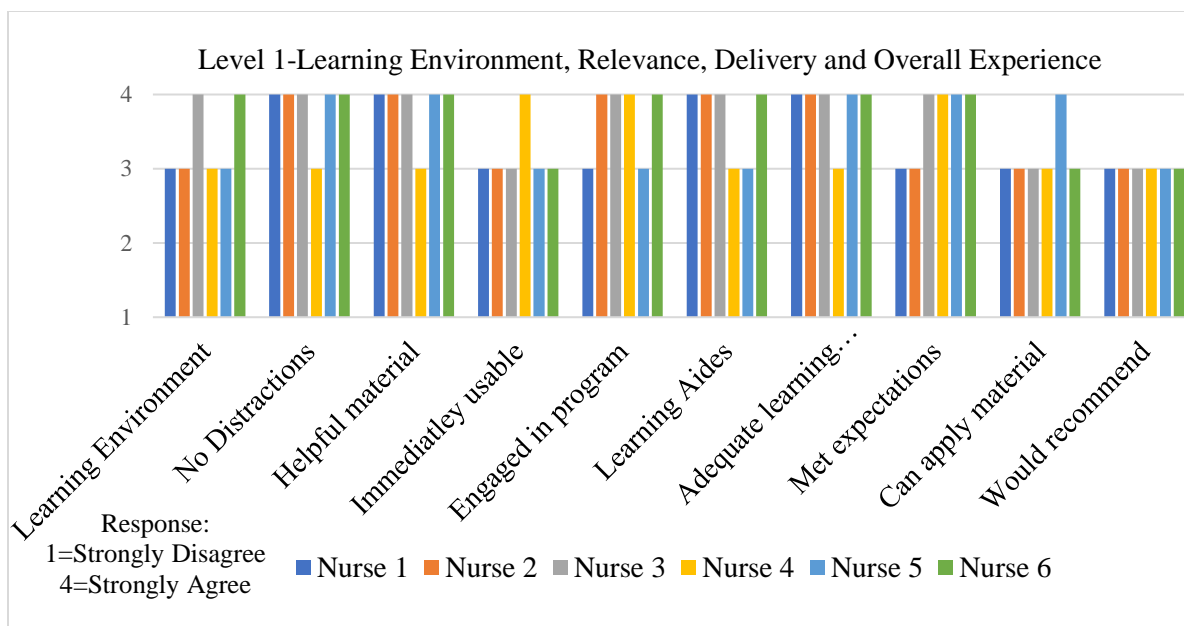 Level 1-Learning Environment, Relevance, Delivery and Overall Experience
4
3
2
1
Learning Environment
No Distractions
Helpful material
Immediatley usable
Engaged in program
Learning Aides
Adequate learning…
Met expectations
Can apply material
Would recommend
Response:
1=Strongly Disagree
4=Strongly Agree
Nurse 1 Nurse 2 Nurse 3 Nurse 4 Nurse 5 Nurse 6